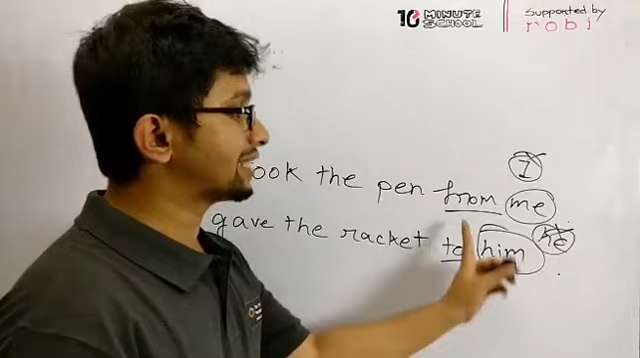 10 MINUTE SCHOOL
Supported by
robi
I
ook the pen from me
he
gave the racket to him